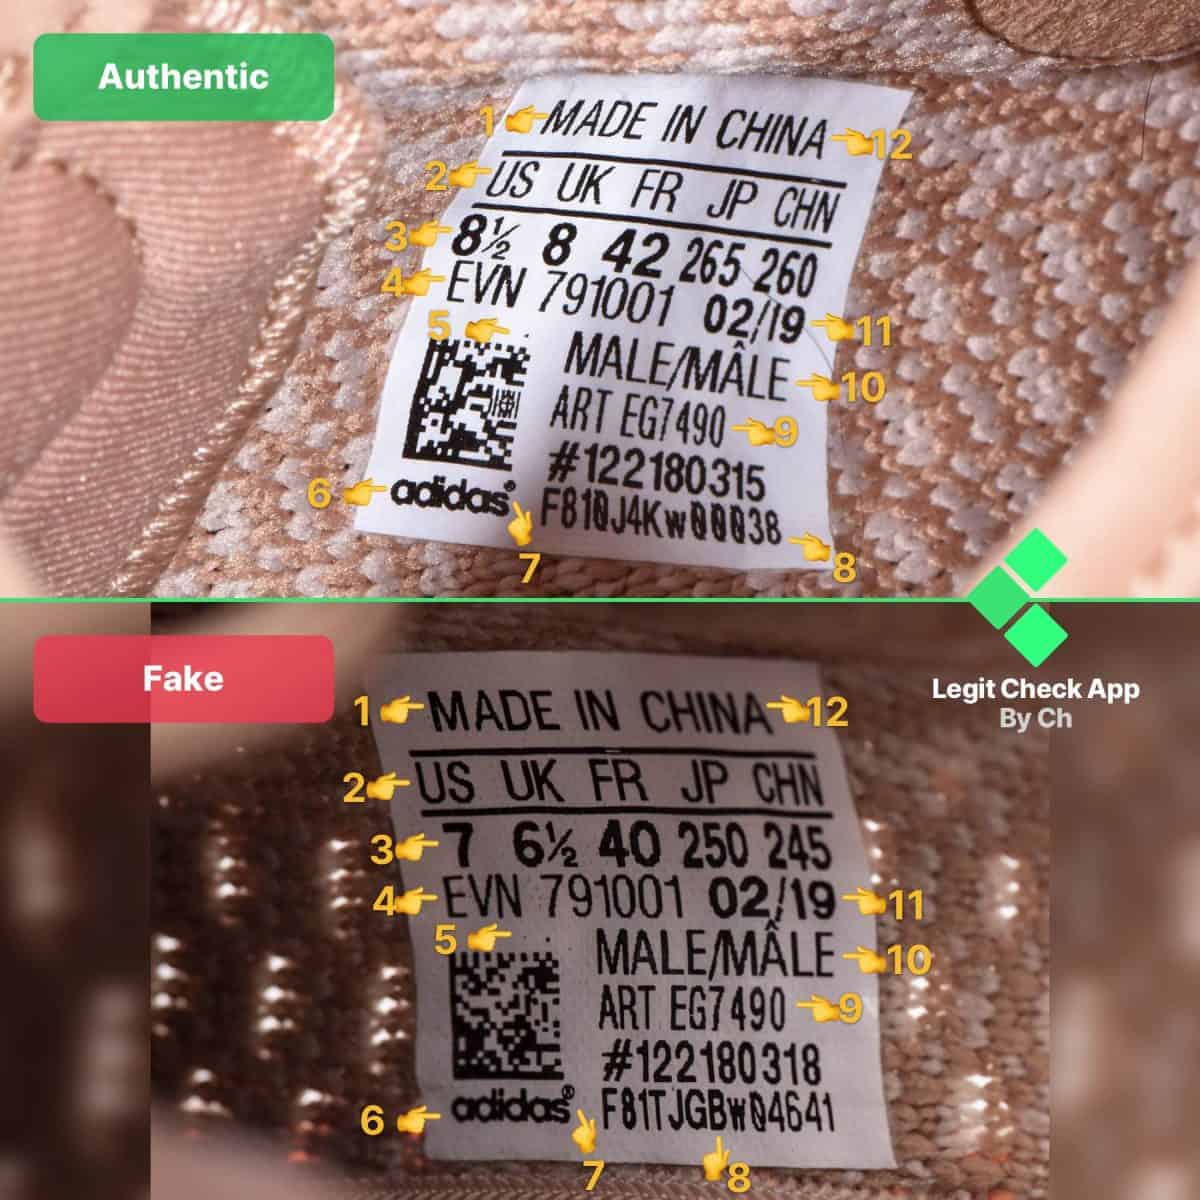 Authentic
1 MADE IN CHINA 12
2 US UK FR JP CHN
3 8½ 8 42 265 260
4 EVN 791001 02/19 11
5 MALE/MÂLE 10
ART EG7490 9
#122180315
6 adidas® F810J4Kw00038
7 8
Fake
Legit Check App
By Ch
1 MADE IN CHINA 12
2 US UK FR JP CHN
3 7 6½ 40 250 245
4 EVN 791001 02/19 11
5 MALE/MÂLE 10
ART EG7490 9
#122180318
6 adidas® F81TJGBw04641
7 8